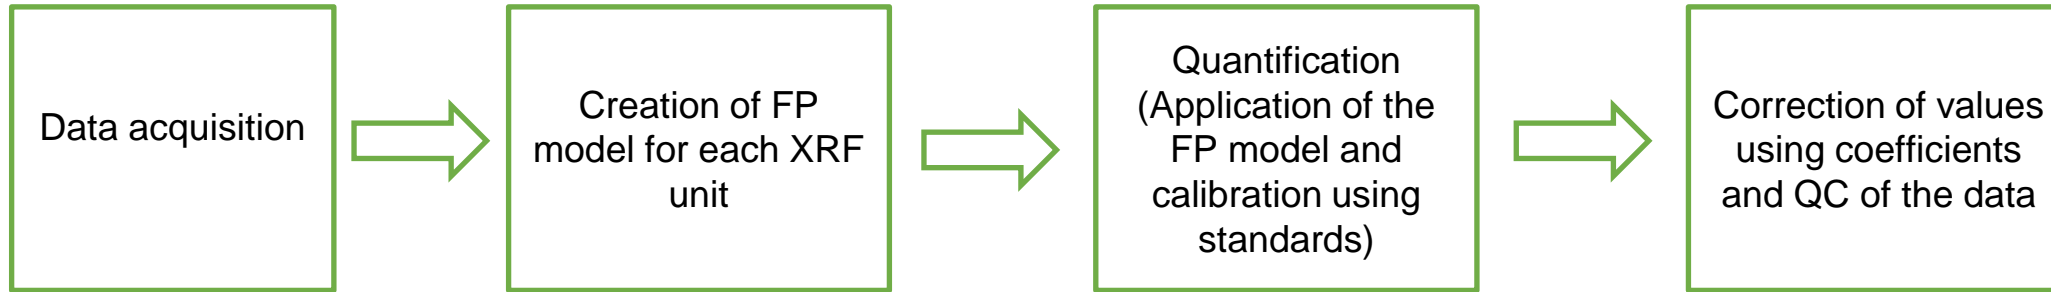 Data acquisition
Creation of FP
model for each XRF
unit
Quantification
(Application of the
FP model and
calibration using
standards)
Correction of values
using coefficients
and QC of the data